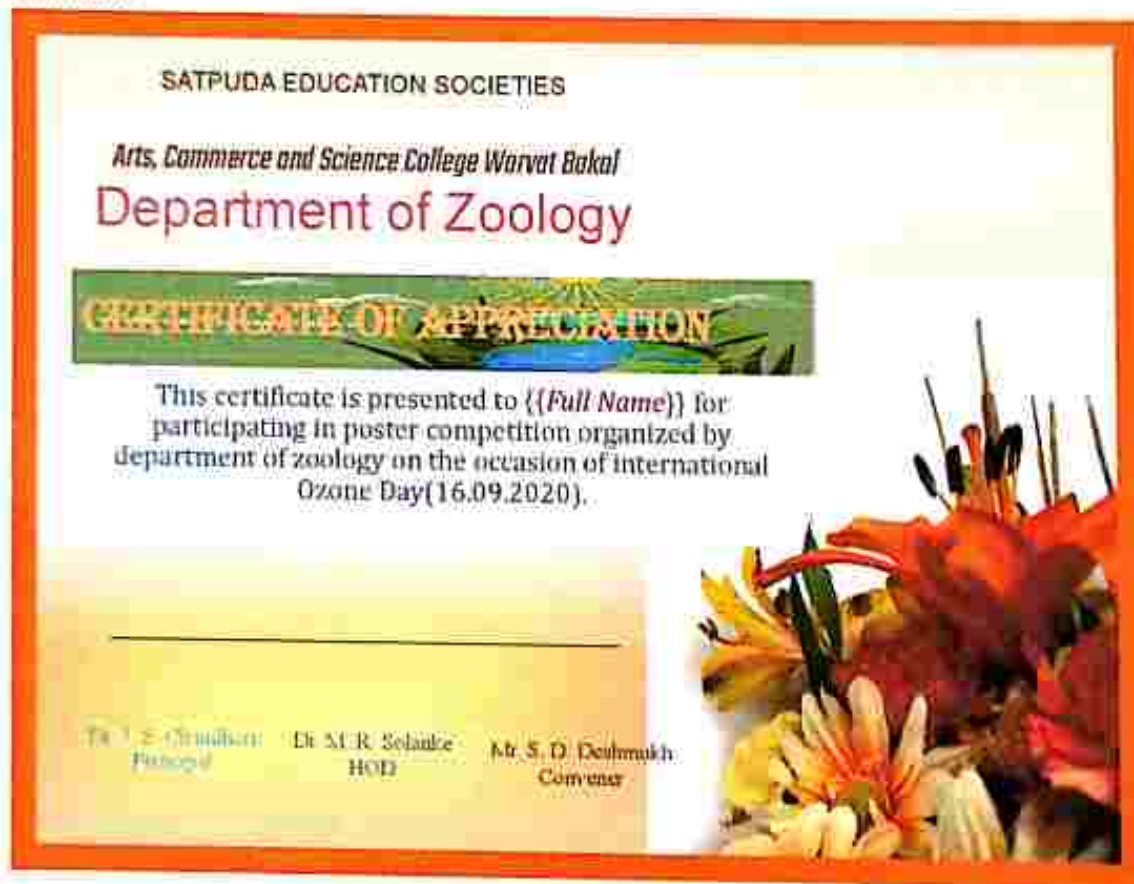 SATPUDA EDUCATION SOCIETIES
Arts, Commerce and Science College Warvat Bakal
Department of Zoology
CERTIFICATE OF APPRECIATION
This certificate is presented to {{Full Name}} for
participating in poster competition organized by
department of zoology on the occasion of international
Ozone Day(16.09.2020).
Dr. M. R. Solanke
HOD
Mr. S. D. Deshmukh
Convener
Principal